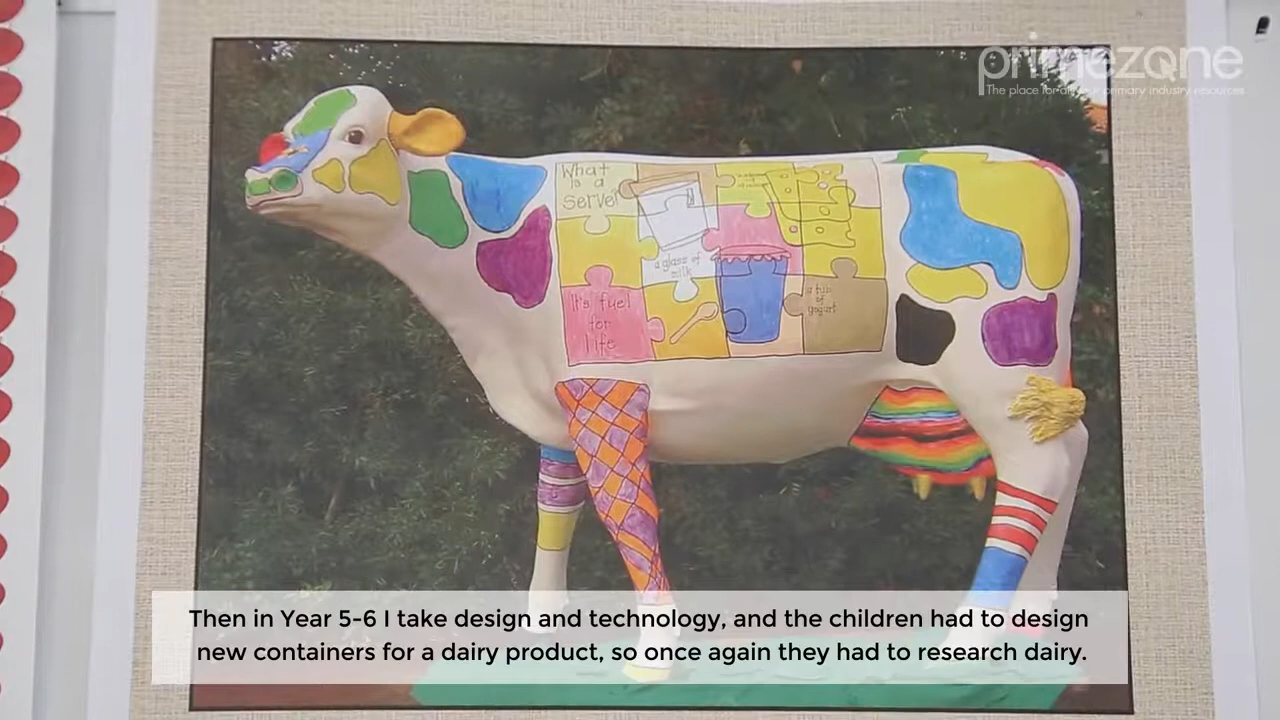 primezone
The place for all your primary industry resources
What
is a
serve?
a glass of
milk
It's fuel
for
life
a tub
of
yogurt
Then in Year 5-6 I take design and technology, and the children had to design
new containers for a dairy product, so once again they had to research dairy.